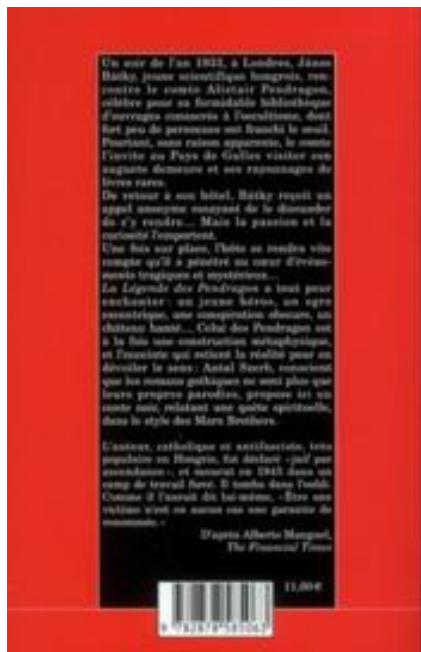 Un soir de l'an 1933, à Londres, János
Bátky, jeune scientifique hongrois, ren-
contre le comte Alistair Pendragon,
célèbre pour sa formidable bibliothèque
d'ouvrages consacrés à l'occultisme, dont
fort peu de personnes ont franchi le seuil.
Pourtant, sans raison apparente, le comte
l'invite au Pays de Galles visiter son
auguste demeure et ses rayonnages de
livres rares.
De retour à son hôtel, Bátky reçoit un
appel anonyme essayant de le dissuader
de s'y rendre... Mais la passion et la
curiosité l'emportent.
Une fois sur place, l'hôte se rendra vite
compte qu'il a pénétré au cœur d'événe-
ments tragiques et mystérieux...
La Légende des Pendragon a tout pour
enchanter : un jeune héros, un ogre
excentrique, une conspiration obscure, un
château hanté... Celui des Pendragon est
à la fois une construction métaphysique,
et l'insomnie qui retient la réalité pour en
dévoiler le sens : Antal Szerb, conscient
que les romans gothiques ne sont plus que
leurs propres parodies, propose ici un
conte noir, relatant une quête spirituelle,
dans le style des Marx Brothers.
L'auteur, catholique et antifasciste, très
populaire en Hongrie, fut déclaré «juif par
ascendance», et mourut en 1945 dans un
camp de travail forcé. Il tomba dans l'oubli.
Comme il l'aurait dit lui-même, «Être une
victime n'est en aucun cas une garantie de
renommée.»
D'après Alberto Manguel,
The Financial Times
11,00 €